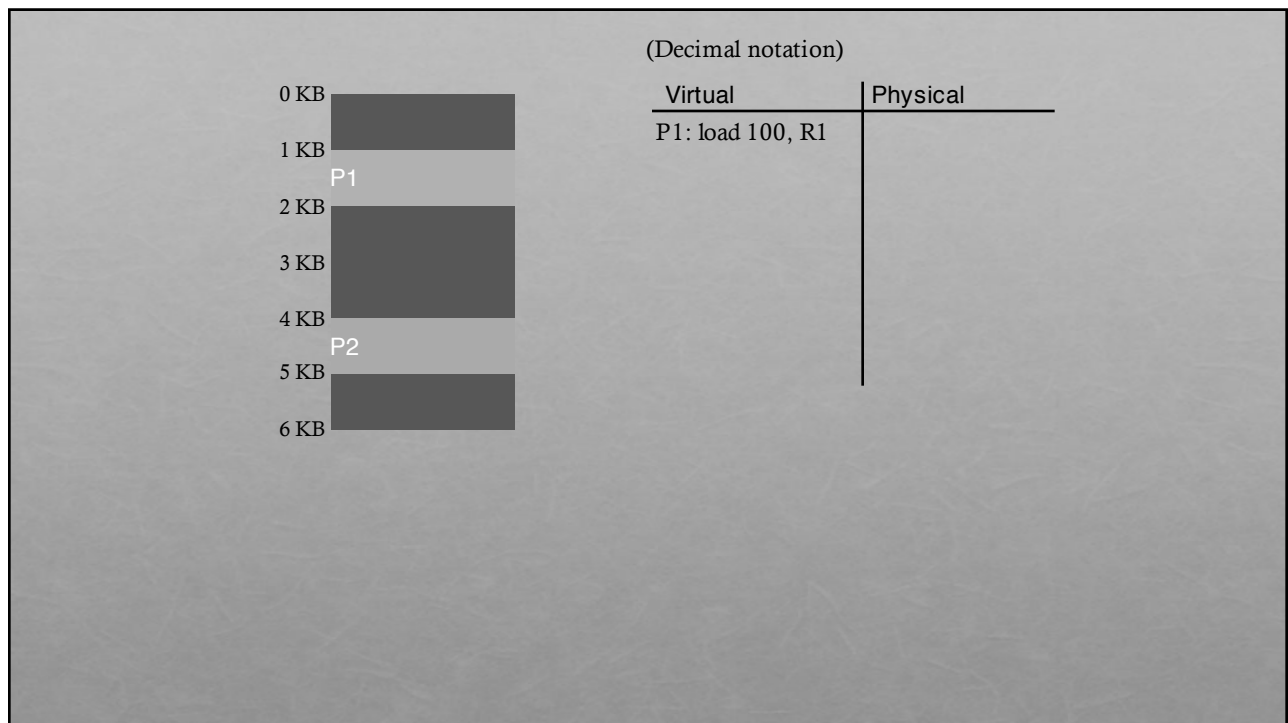 (Decimal notation)
0 KB
1 KB
P1
2 KB
3 KB
4 KB
P2
5 KB
6 KB
Virtual Physical
P1: load 100, R1